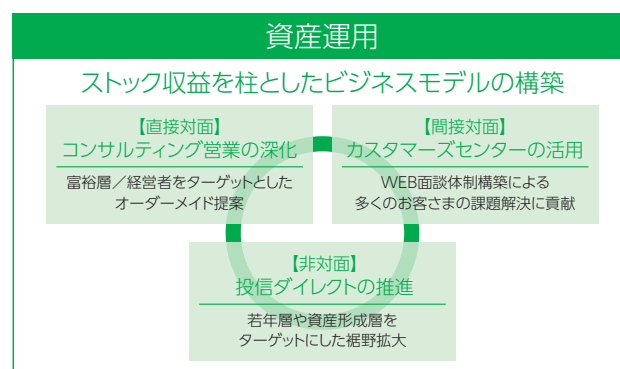 資産運用
ストック収益を柱としたビジネスモデルの構築
【直接対面】
コンサルティング営業の深化
富裕層／経営者をターゲットとした
オーダーメイド提案
【間接対面】
カスタマーズセンターの活用
WEB面談体制構築による
多くのお客さまの課題解決に貢献
【非対面】
投信ダイレクトの推進
若年層や資産形成層を
ターゲットにした裾野拡大